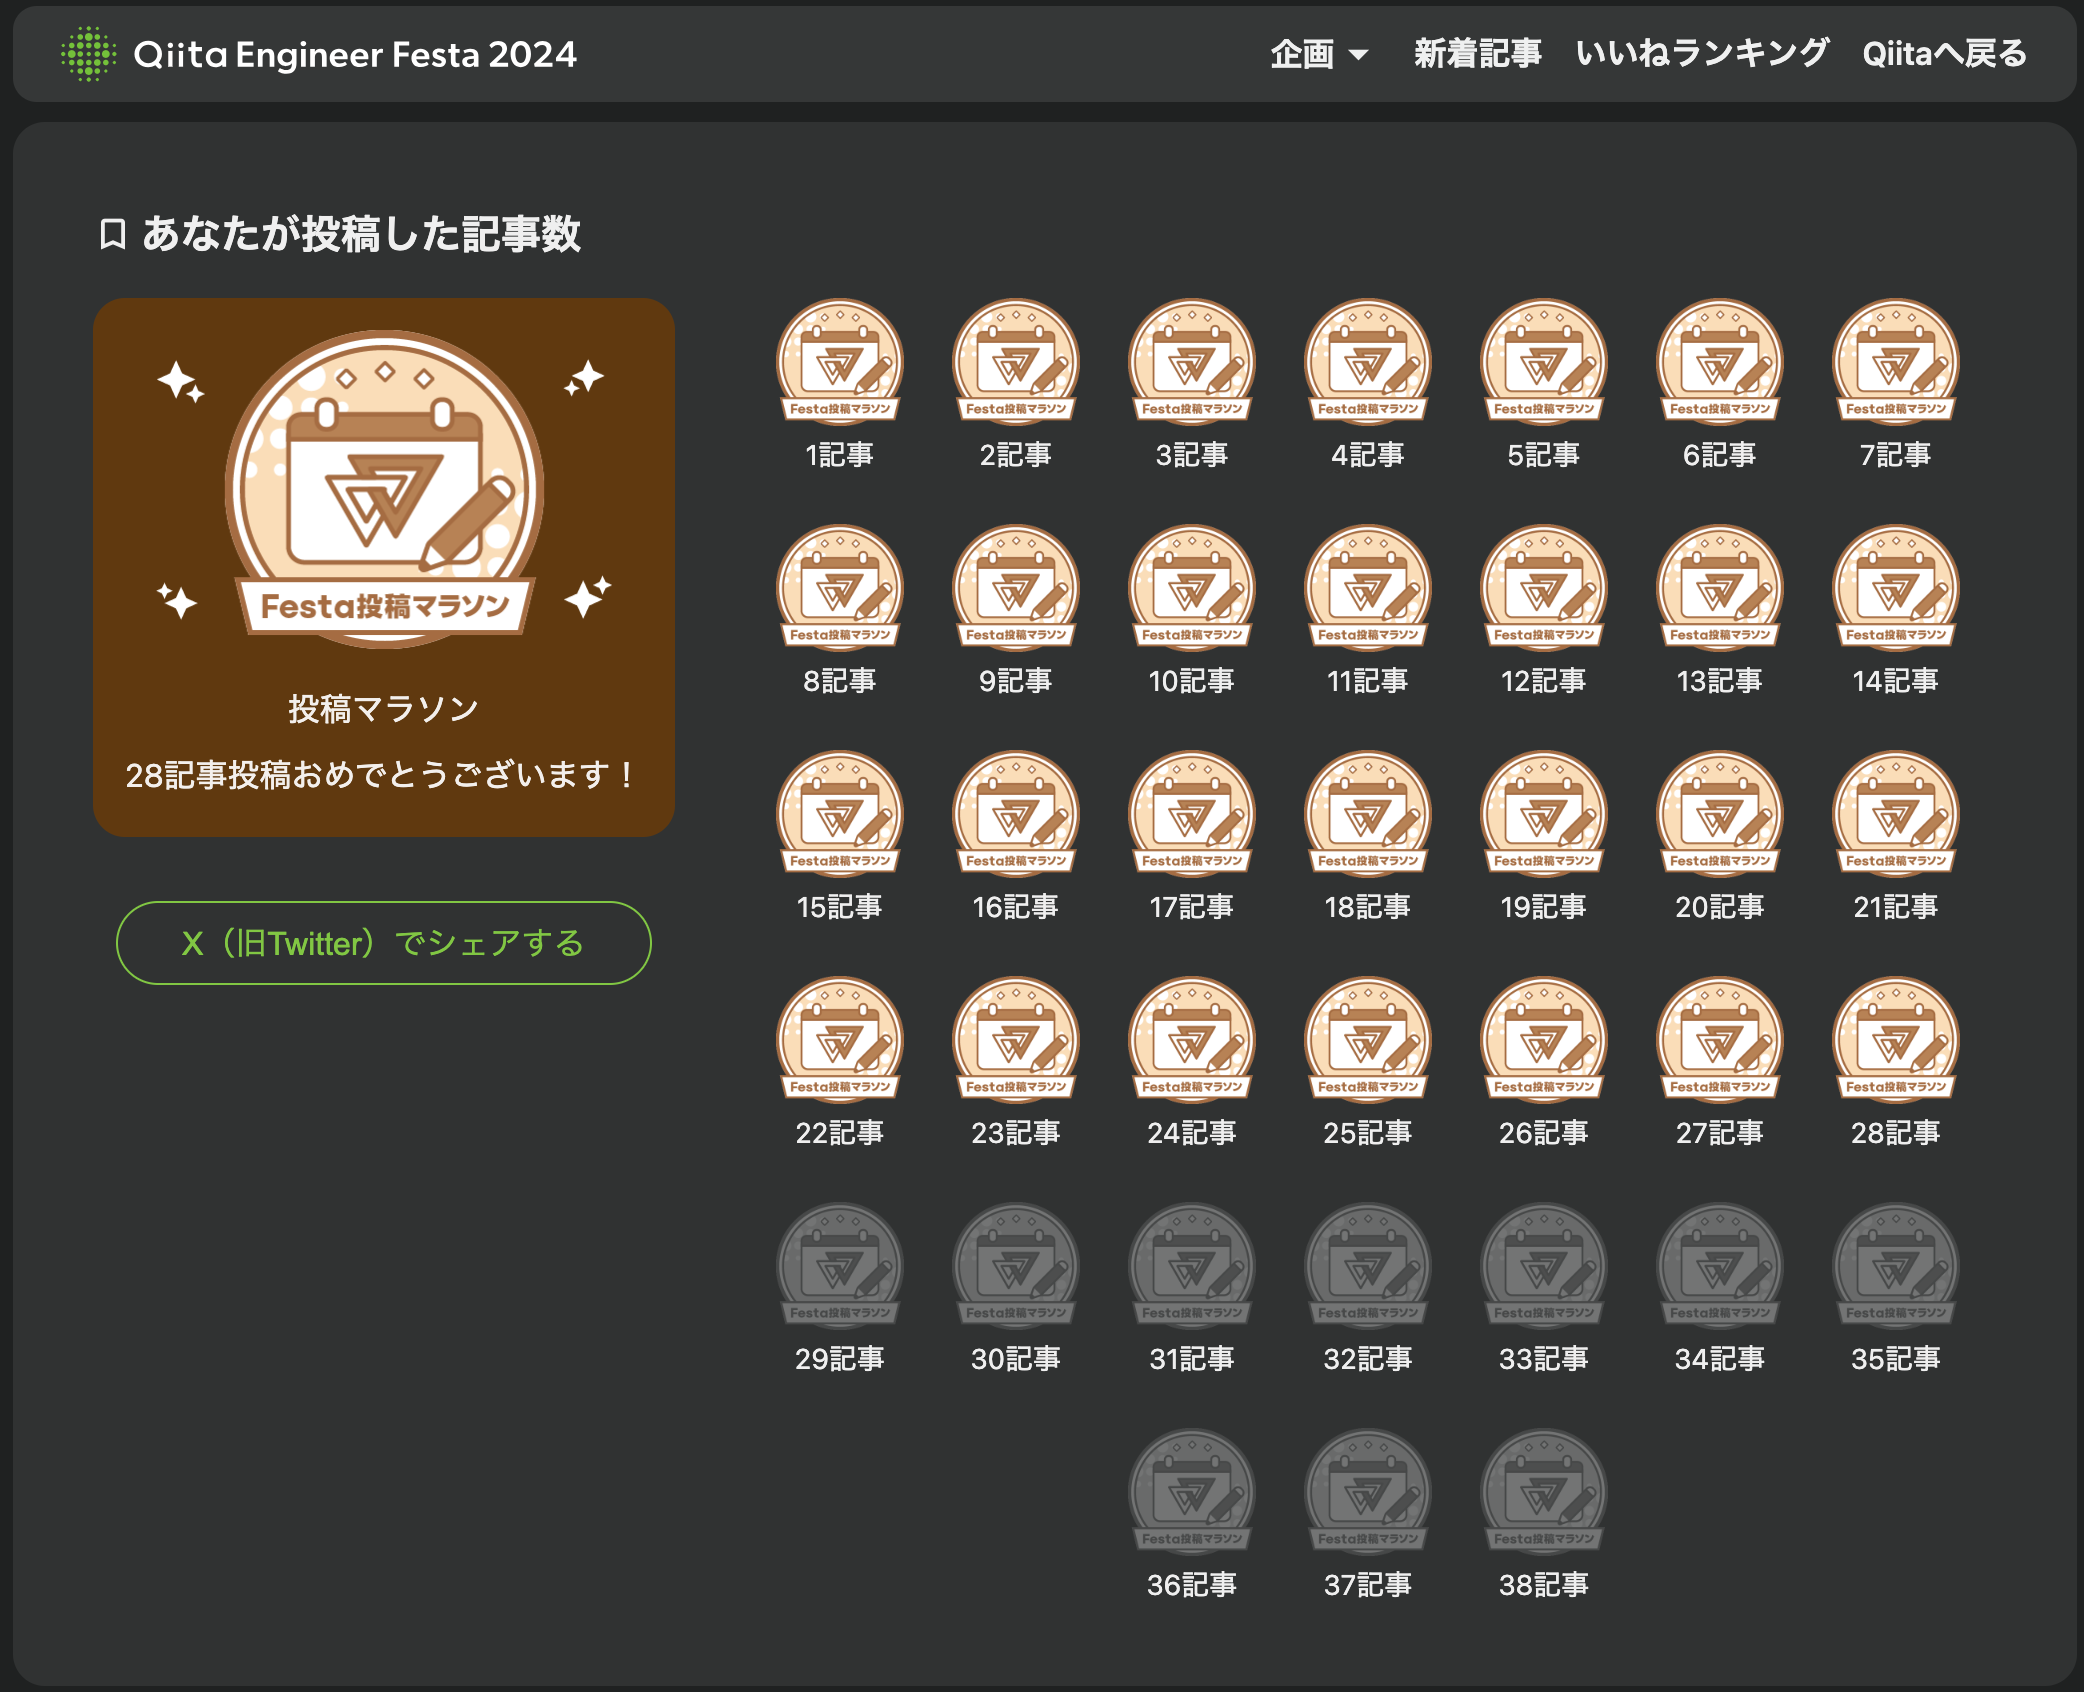 Qiita Engineer Festa 2024
企画 新着記事 いいねランキング Qiitaへ戻る
あなたが投稿した記事数
Festa投稿マラソン
投稿マラソン
28記事投稿おめでとうございます！
X（旧Twitter）でシェアする
Festa投稿マラソン Festa投稿マラソン Festa投稿マラソン Festa投稿マラソン Festa投稿マラソン Festa投稿マラソン Festa投稿マラソン
1記事 2記事 3記事 4記事 5記事 6記事 7記事
Festa投稿マラソン Festa投稿マラソン Festa投稿マラソン Festa投稿マラソン Festa投稿マラソン Festa投稿マラソン Festa投稿マラソン
8記事 9記事 10記事 11記事 12記事 13記事 14記事
Festa投稿マラソン Festa投稿マラソン Festa投稿マラソン Festa投稿マラソン Festa投稿マラソン Festa投稿マラソン Festa投稿マラソン
15記事 16記事 17記事 18記事 19記事 20記事 21記事
Festa投稿マラソン Festa投稿マラソン Festa投稿マラソン Festa投稿マラソン Festa投稿マラソン Festa投稿マラソン Festa投稿マラソン
22記事 23記事 24記事 25記事 26記事 27記事 28記事
Festa投稿マラソン Festa投稿マラソン Festa投稿マラソン Festa投稿マラソン Festa投稿マラソン Festa投稿マラソン Festa投稿マラソン
29記事 30記事 31記事 32記事 33記事 34記事 35記事
Festa投稿マラソン Festa投稿マラソン Festa投稿マラソン
36記事 37記事 38記事